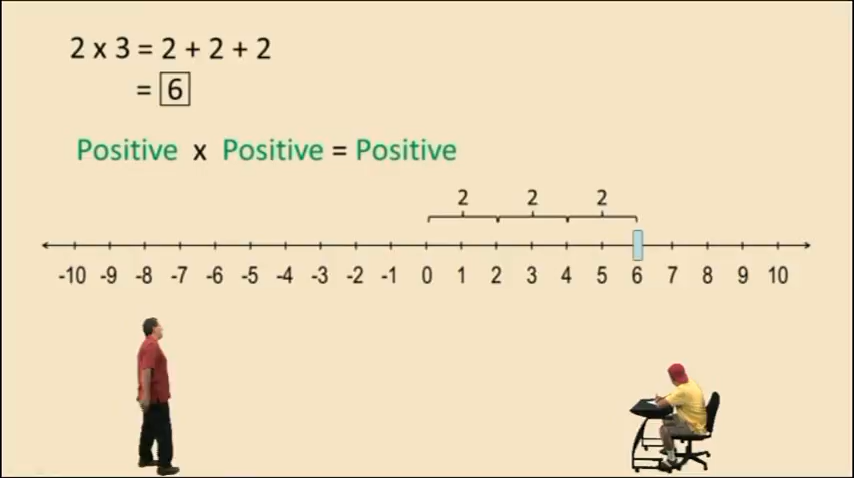 2 x 3 = 2 + 2 + 2
= 6
Positive x Positive = Positive
2 2 2
-10 -9 -8 -7 -6 -5 -4 -3 -2 -1 0 1 2 3 4 5 6 7 8 9 10